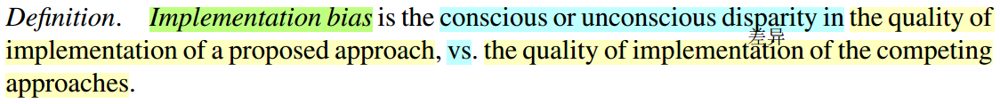 Definition. Implementation bias is the conscious or unconscious disparity in the quality of
差异
implementation of a proposed approach, vs. the quality of implementation of the competing
approaches.